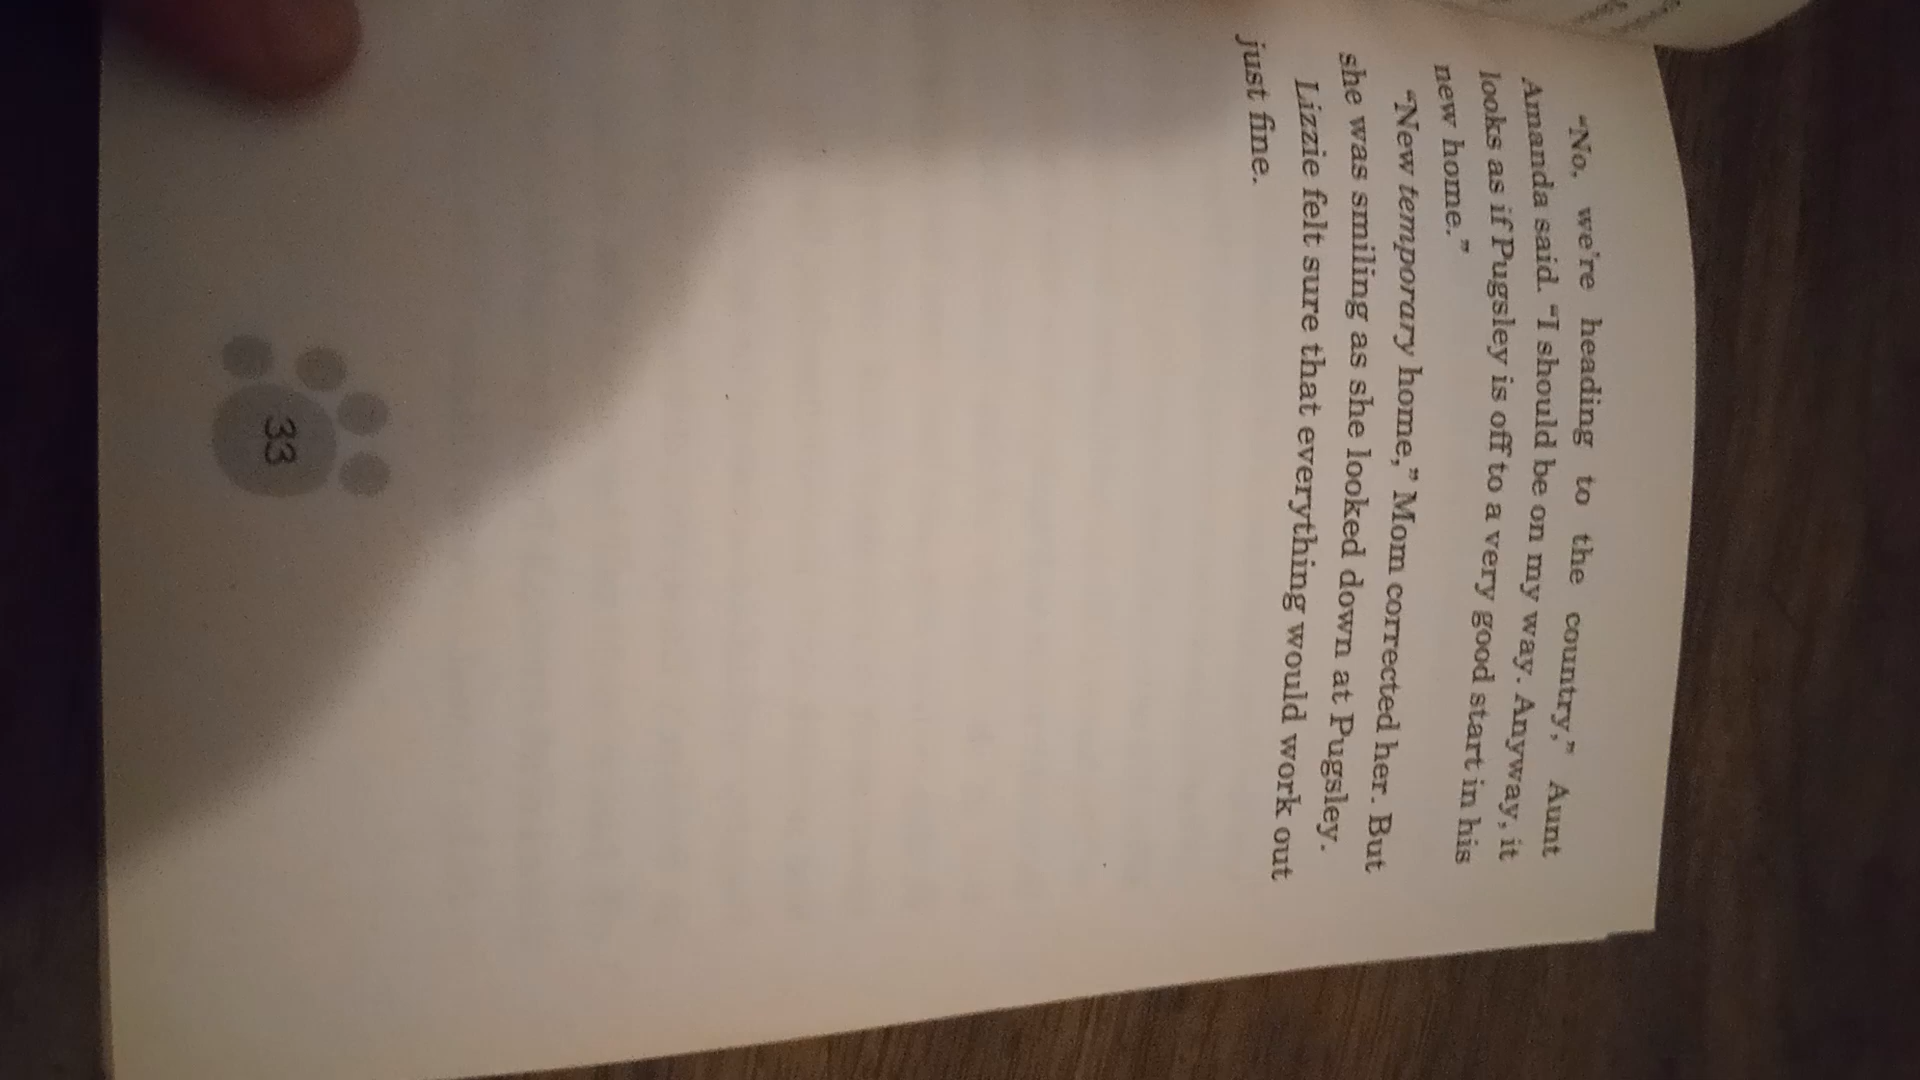 “No, we’re heading to the country,” Aunt
Amanda said. “I should be on my way. Anyway, it
looks as if Pugsley is off to a very good start in his
new home.”
“New temporary home,” Mom corrected her. But
she was smiling as she looked down at Pugsley.
Lizzie felt sure that everything would work out
just fine.
33